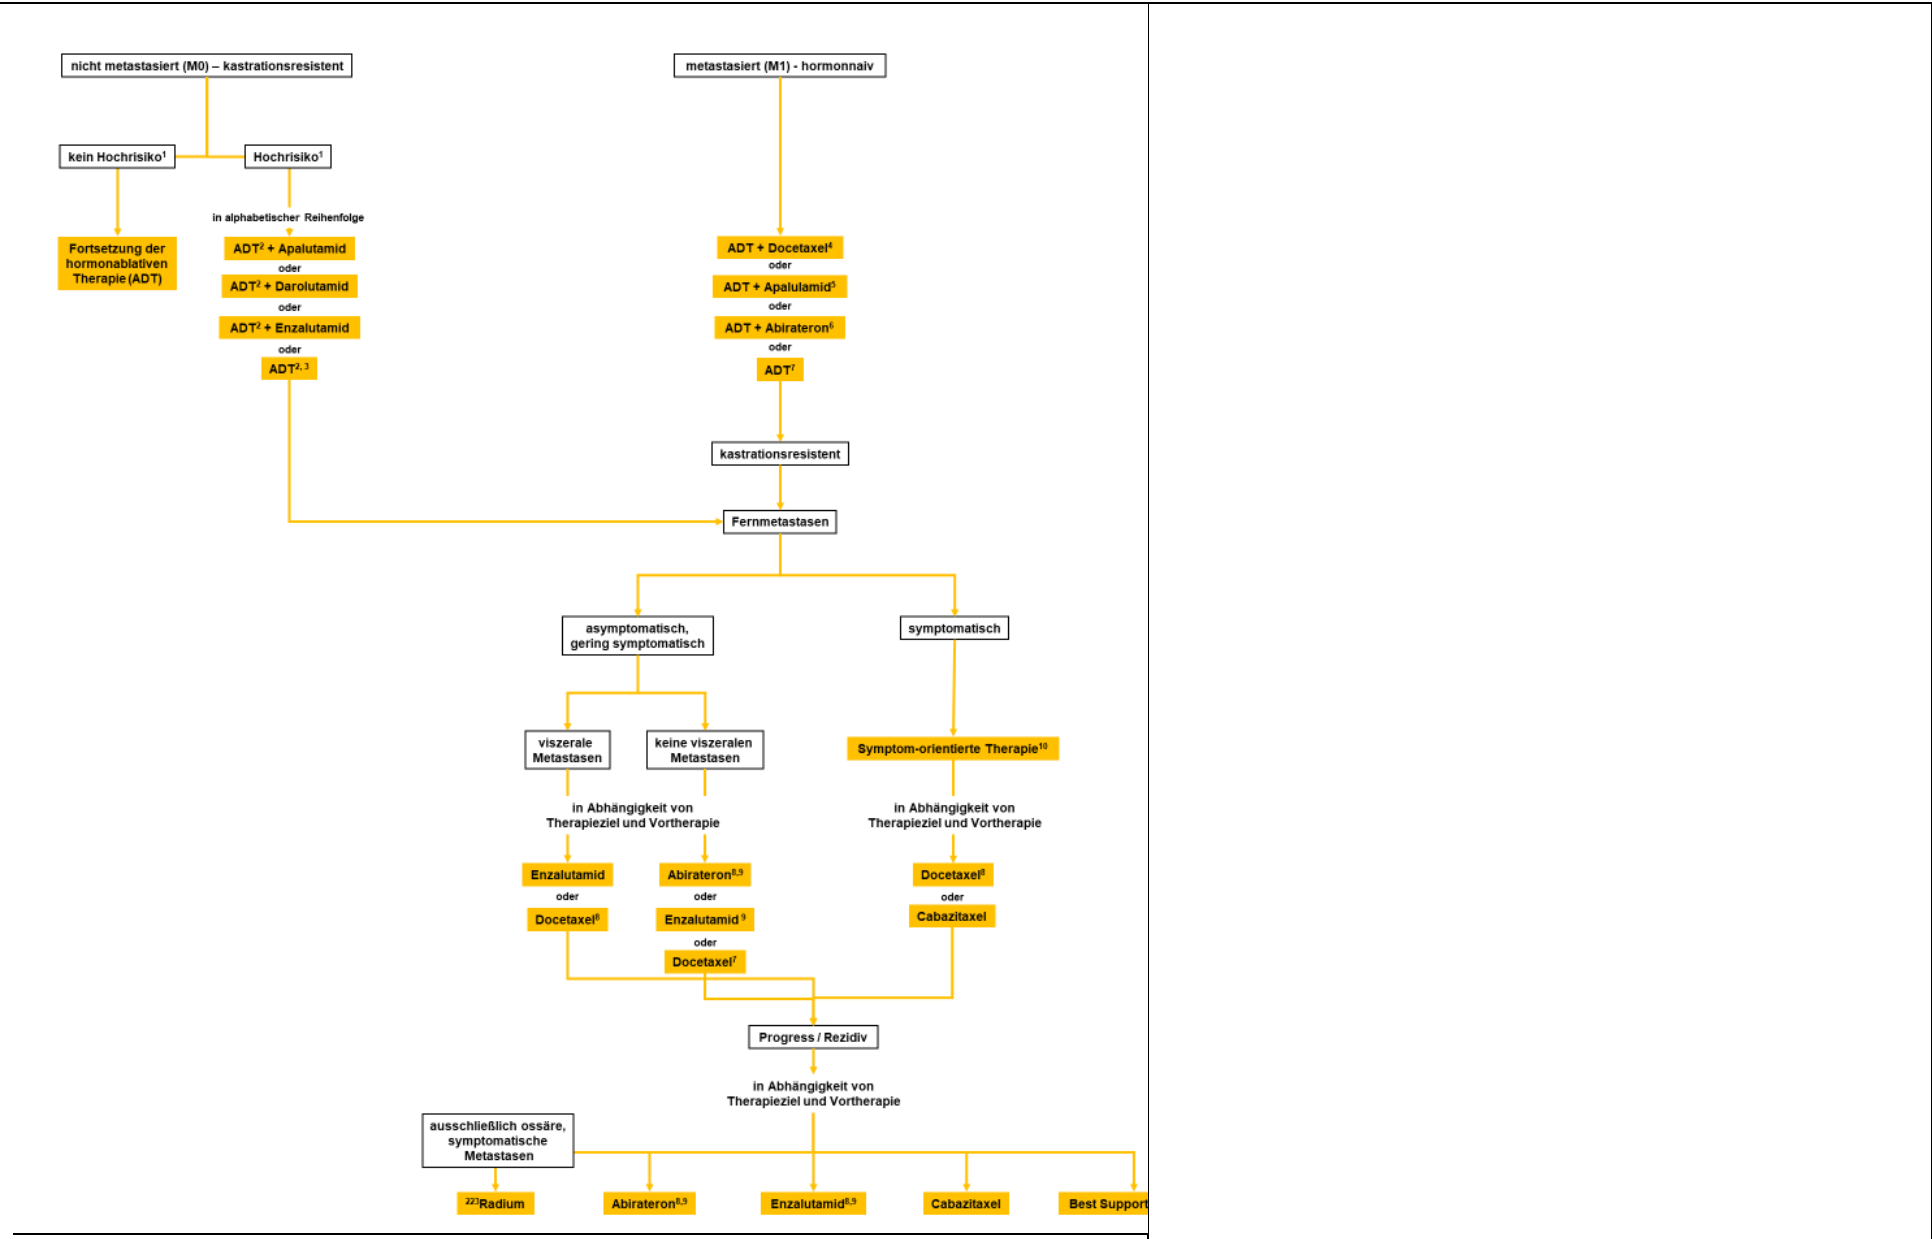 nicht metastasiert (M0) – kastrationsresistent
metastasiert (M1) - hormonnaiv
kein Hochrisiko¹
Hochrisiko¹
in alphabetischer Reihenfolge
Fortsetzung der
hormonablativen
Therapie (ADT)
ADT² + Apalutamid
oder
ADT² + Darolutamid
oder
ADT² + Enzalutamid
oder
ADT², ³
ADT + Docetaxel⁴
oder
ADT + Apalulamid⁵
oder
ADT + Abirateron⁶
oder
ADT⁷
kastrationsresistent
Fernmetastasen
asymptomatisch,
gering symptomatisch
symptomatisch
viszerale
Metastasen
keine viszeralen
Metastasen
Symptom-orientierte Therapie¹⁰
in Abhängigkeit von
Therapieziel und Vortherapie
in Abhängigkeit von
Therapieziel und Vortherapie
Enzalutamid
oder
Docetaxel⁸
Abirateron⁸,⁹
oder
Enzalutamid ⁹
oder
Docetaxel⁷
Docetaxel⁸
oder
Cabazitaxel
Progress / Rezidiv
in Abhängigkeit von
Therapieziel und Vortherapie
ausschließlich ossäre,
symptomatische
Metastasen
²²³Radium
Abirateron⁸,⁹
Enzalutamid⁸,⁹
Cabazitaxel
Best Support